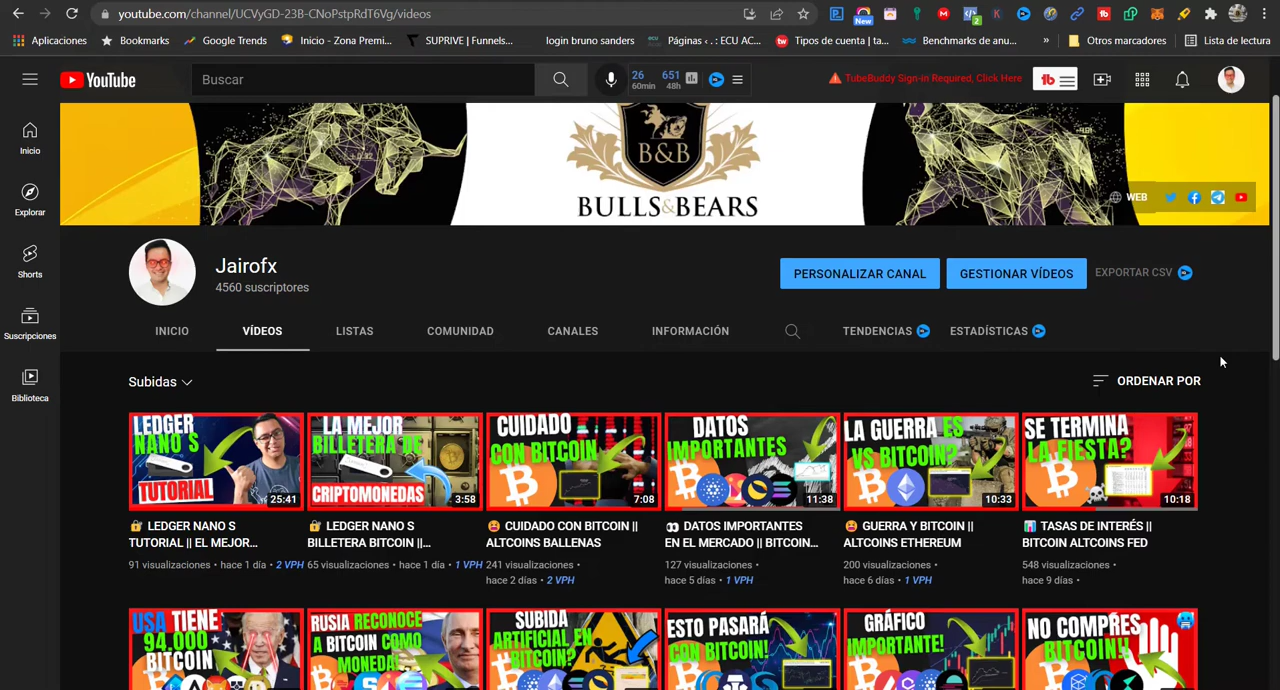 youtube.com/channel/UCVyGD-23B-CNoPstpRdT6Vg/videos
New
2
Aplicaciones
Bookmarks
Google Trends
Inicio - Zona Premi...
SUPRIVE | Funnels...
login bruno sanders
Páginas ‹ . : ECU AC...
Tipos de cuenta | ta...
Benchmarks de anu...
»
Otros marcadores
Lista de lectura
YouTube
Buscar
26
60min
651
48h
TubeBuddy Sign-in Required, Click Here
tb
Inicio
Explorar
Shorts
Suscripciones
Biblioteca
B&B
BULLS&BEARS
WEB
Jairofx
4560 suscriptores
PERSONALIZAR CANAL
GESTIONAR VÍDEOS
EXPORTAR CSV
INICIO
VÍDEOS
LISTAS
COMUNIDAD
CANALES
INFORMACIÓN
TENDENCIAS
ESTADÍSTICAS
Subidas
ORDENAR POR
LEDGER
NANO S
TUTORIAL
25:41
LA MEJOR
BILLETERA DE
CRIPTOMONEDAS
3:58
CUIDADO
CON BITCOIN
7:08
DATOS
IMPORTANTES
11:38
LA GUERRA ES
VS BITCOIN?
10:33
SE TERMINA
LA FIESTA?
10:18
LEDGER NANO S
TUTORIAL || EL MEJOR...
91 visualizaciones · hace 1 día · 2 VPH
LEDGER NANO S
BILLETERA BITCOIN ||...
65 visualizaciones · hace 1 día · 1 VPH
CUIDADO CON BITCOIN ||
ALTCOINS BALLENAS
241 visualizaciones ·
hace 2 días · 2 VPH
DATOS IMPORTANTES
EN EL MERCADO || BITCOIN...
127 visualizaciones ·
hace 5 días · 1 VPH
GUERRA Y BITCOIN ||
ALTCOINS ETHEREUM
200 visualizaciones ·
hace 6 días · 1 VPH
TASAS DE INTERÉS ||
BITCOIN ALTCOINS FED
548 visualizaciones ·
hace 9 días ·
USA TIENE
94.000
BITCOIN
RUSIA RECONOCE
A BITCOIN COMO
MONEDA!
SUBIDA
ARTIFICIAL EN
BITCOIN?
ESTO PASARÁ
CON BITCOIN!
GRÁFICO
IMPORTANTE!
NO COMPRES
BITCOIN!!